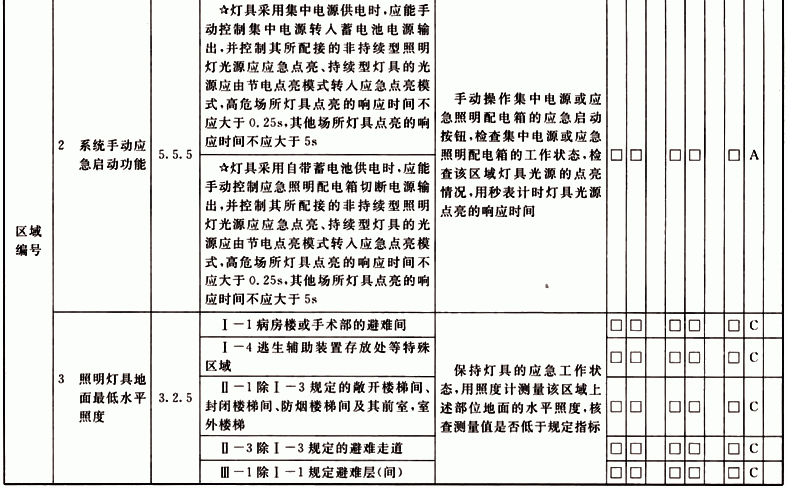 ☆灯具采用集中电源供电时,应能手
动控制集中电源转入蓄电池电源输
出,并控制其所配接的非持续型照明
灯光源应应急点亮、持续型灯具的光
源应由节电点亮模式转入应急点亮模
式,高危场所灯具点亮的响应时间不
应大于0.25s,其他场所灯具点亮的响
应时间不应大于5s
区域
编号
2 系统手动应
急启动功能
5.5.5
☆灯具采用自带蓄电池供电时,应能
手动控制应急照明配电箱切断电源输
出,并控制其所配接的非持续型照明
灯光源应应急点亮、持续型灯具的光
源应由节电点亮模式转入应急点亮模
式,高危场所灯具点亮的响应时间不
应大于0.25s,其他场所灯具点亮的响
应时间不应大于5s
手动操作集中电源或应
急照明配电箱的应急启动
按钮,检查集中电源或应急
照明配电箱的工作状态,检
查该区域灯具光源的点亮
情况,用秒表计时灯具光源
点亮的响应时间
□ □ □ □ □ A
3 照明灯具地
面最低水平
照度
3.2.5
Ⅰ-1病房楼或手术部的避难间
□ □ □ □ □ C
Ⅰ-4逃生辅助装置存放处等特殊
区域
□ □ □ □ □ C
Ⅱ-1除Ⅰ-3规定的敞开楼梯间、
封闭楼梯间、防烟楼梯间及其前室,室
外楼梯
□ □ □ □ □ C
Ⅱ-3除Ⅰ-3规定的避难走道
□ □ □ □ □ C
Ⅲ-1除Ⅰ-1规定避难层(间)
□ □ □ □ □ C
保持灯具的应急工作状
态,用照度计测量该区域上
述部位地面的水平照度,核
查测量值是否低于规定指标